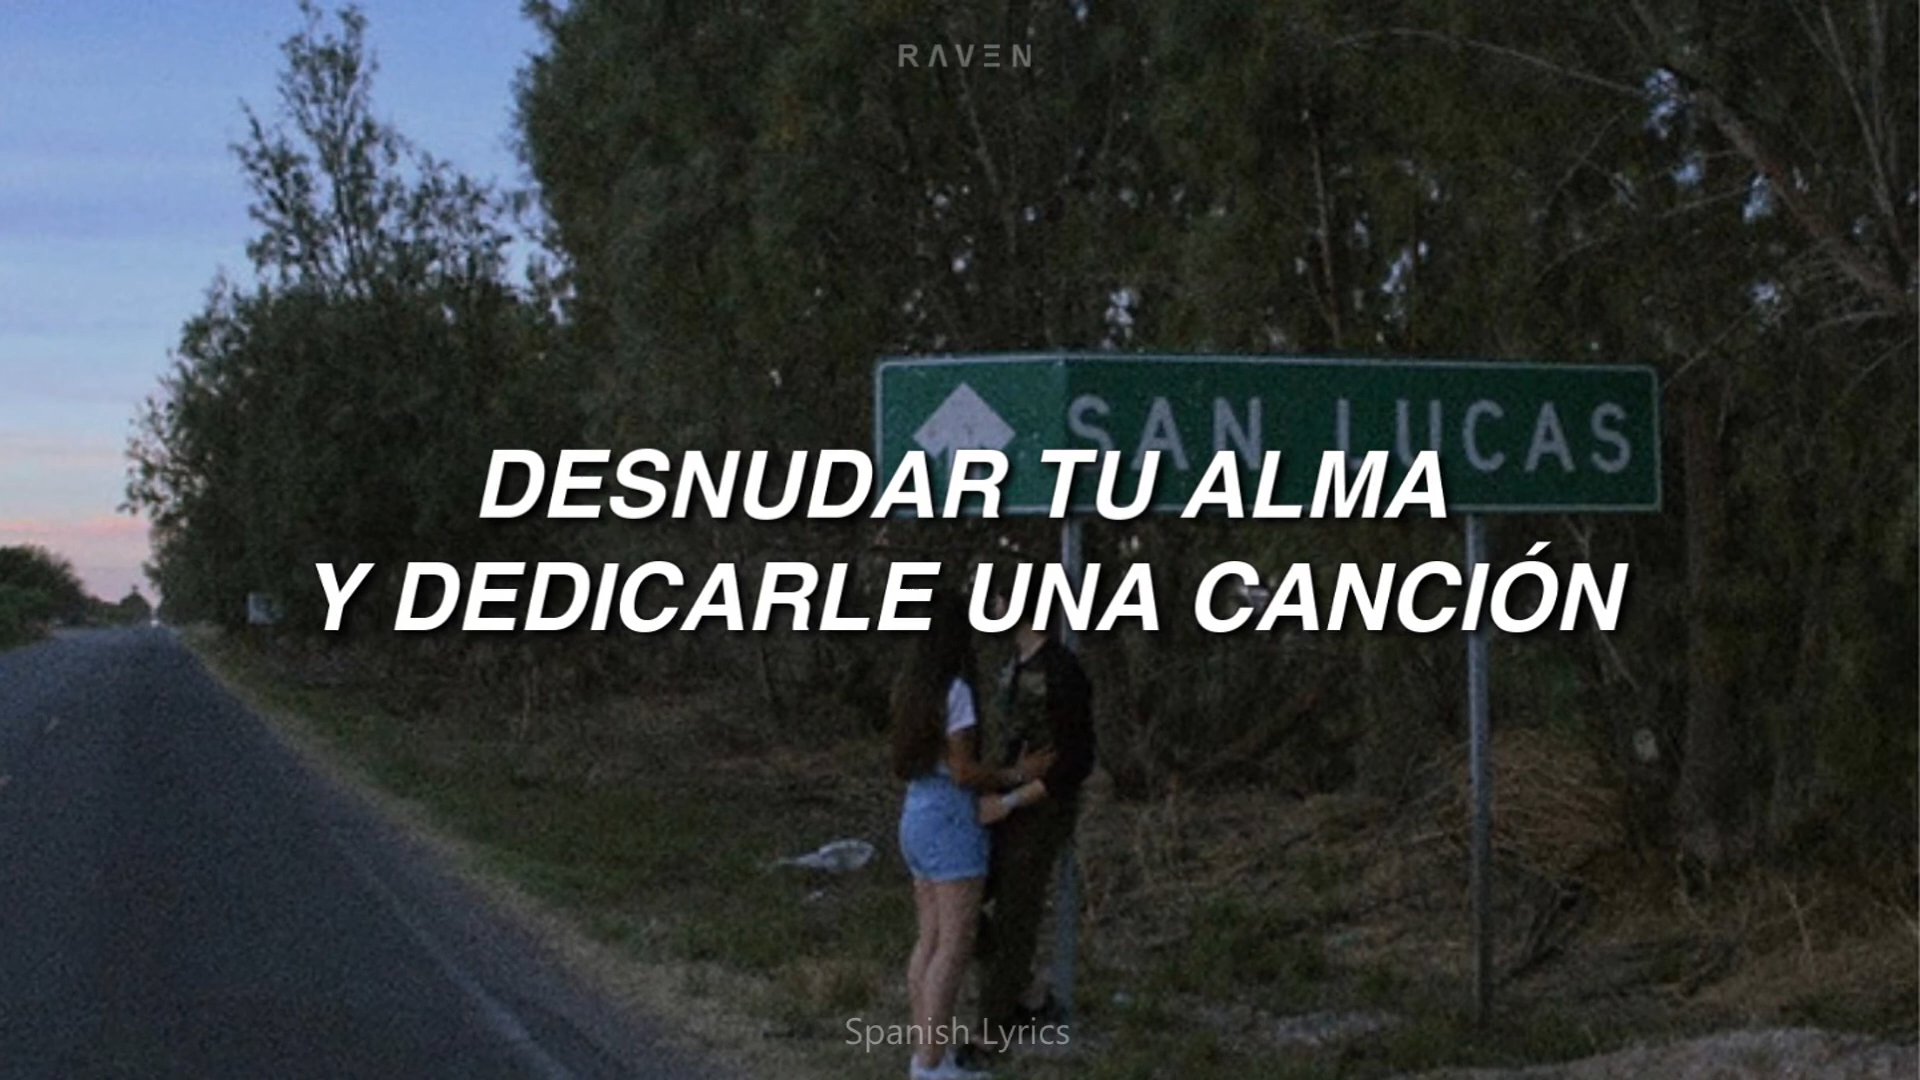 RAVEN
SAN LUCAS
DESNUDAR TU ALMA
Y DEDICARLE UNA CANCIÓN
Spanish Lyrics